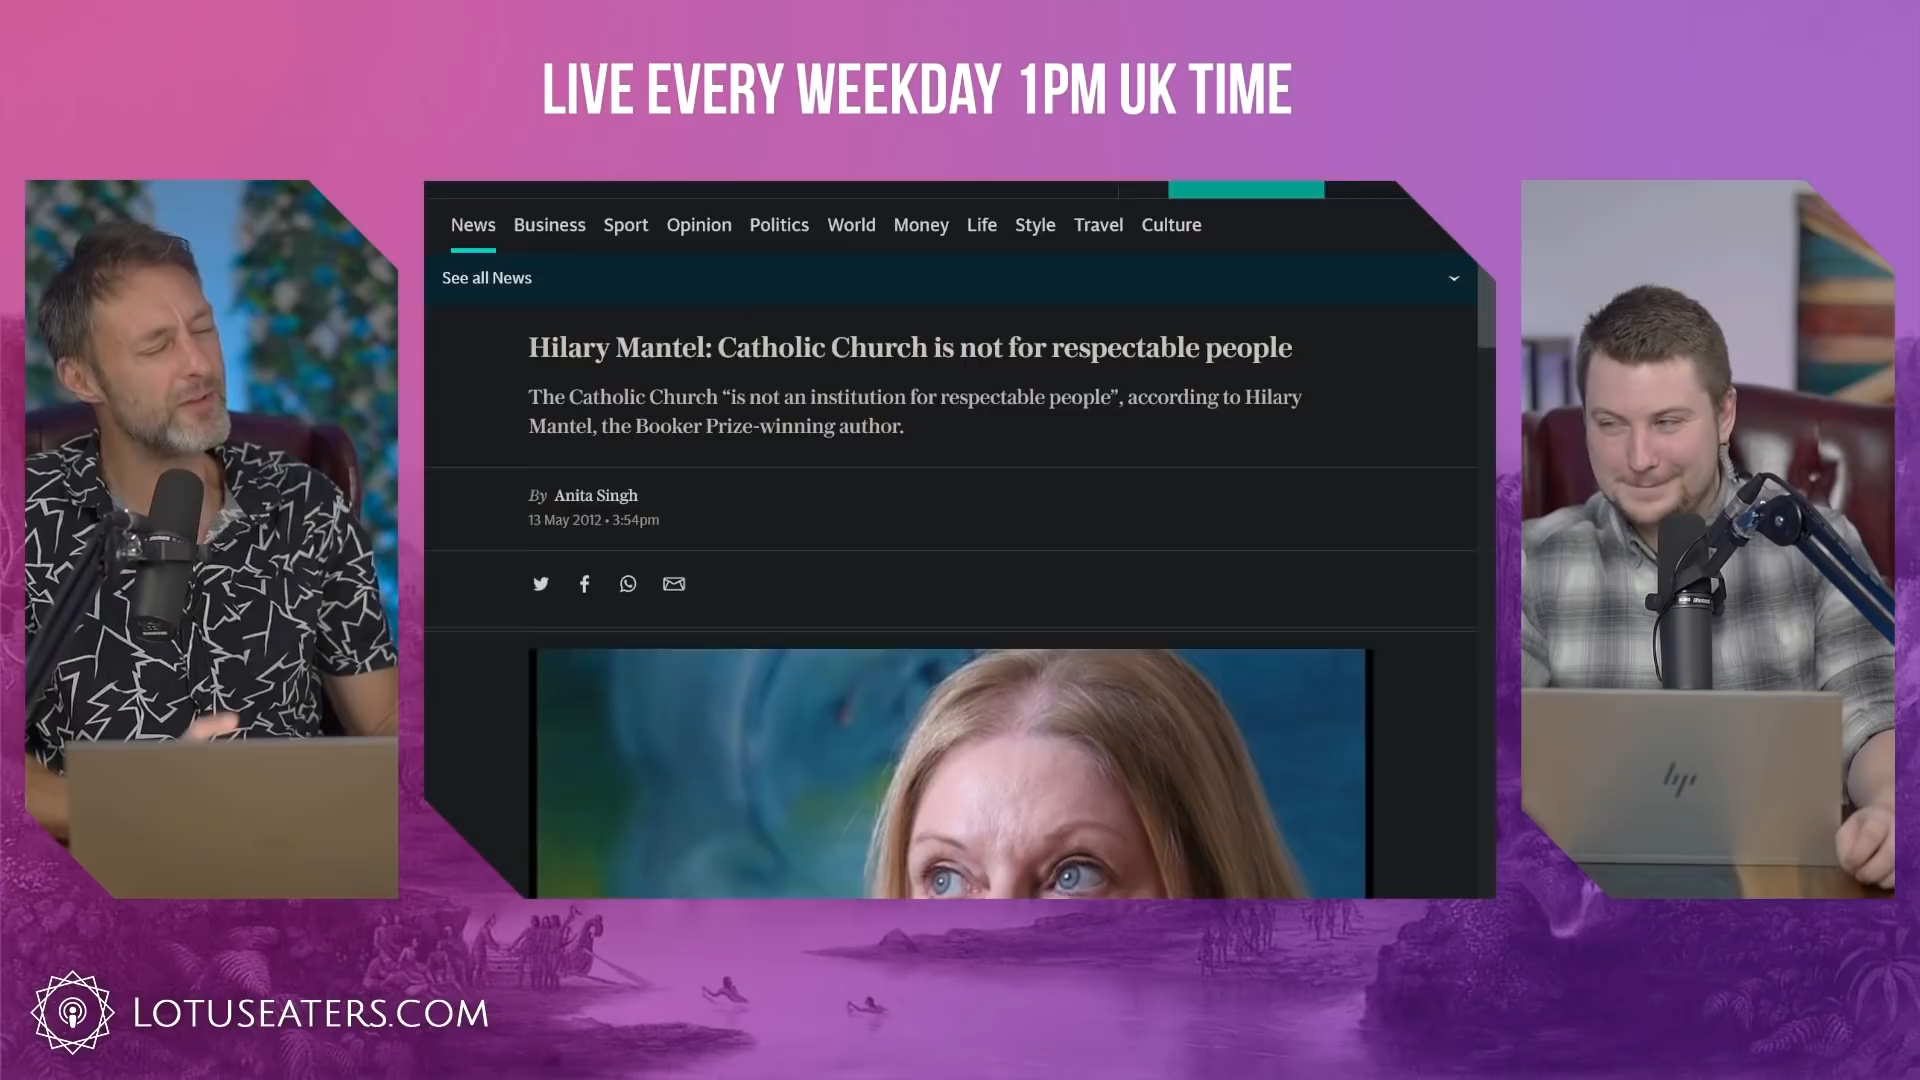 LIVE EVERY WEEKDAY 1PM UK TIME
News Business Sport Opinion Politics World Money Life Style Travel Culture
See all News
Hilary Mantel: Catholic Church is not for respectable people
The Catholic Church “is not an institution for respectable people”, according to Hilary
Mantel, the Booker Prize-winning author.
By Anita Singh
13 May 2012 • 3:54pm
hp
LOTUSEATERS.COM